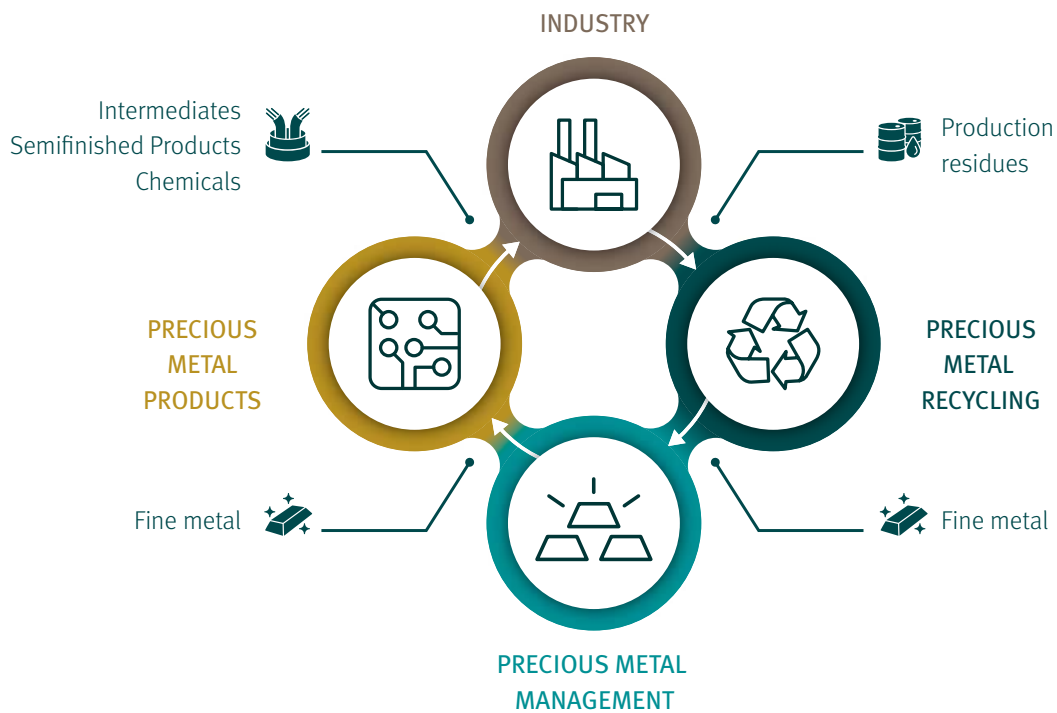 INDUSTRY
Intermediates
Semifinished Products
Chemicals
Production
residues
PRECIOUS
METAL
PRODUCTS
PRECIOUS
METAL
RECYCLING
Fine metal
Fine metal
PRECIOUS METAL
MANAGEMENT